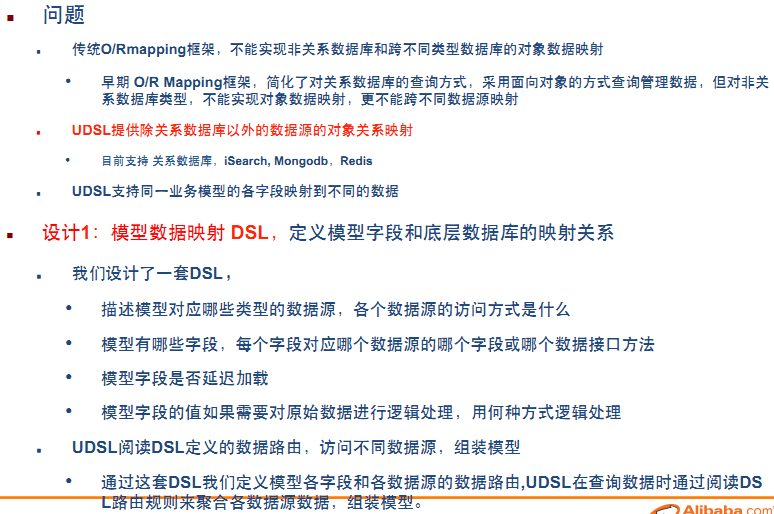 问题
传统O/Rmapping框架，不能实现非关系数据库和跨不同类型数据库的对象数据映射
早期 O/R Mapping框架，简化了对关系数据库的查询方式，采用面向对象的方式查询管理数据，但对非关
系数据库类型，不能实现对象数据映射，更不能跨不同数据源映射
UDSL提供除关系数据库以外的数据源的对象关系映射
目前支持 关系数据库，iSearch, Mongodb，Redis
UDSL支持同一业务模型的各字段映射到不同的数据
设计1：模型数据映射 DSL，定义模型字段和底层数据库的映射关系
我们设计了一套DSL，
描述模型对应哪些类型的数据源，各个数据源的访问方式是什么
模型有哪些字段，每个字段对应哪个数据源的哪个字段或哪个数据接口方法
模型字段是否延迟加载
模型字段的值如果需要对原始数据进行逻辑处理，用何种方式逻辑处理
UDSL阅读DSL定义的数据路由，访问不同数据源，组装模型
通过这套DSL我们定义模型各字段和各数据源的数据路由,UDSL在查询数据时通过阅读DS
L路由规则来聚合各数据源数据，组装模型。
Alibaba.com